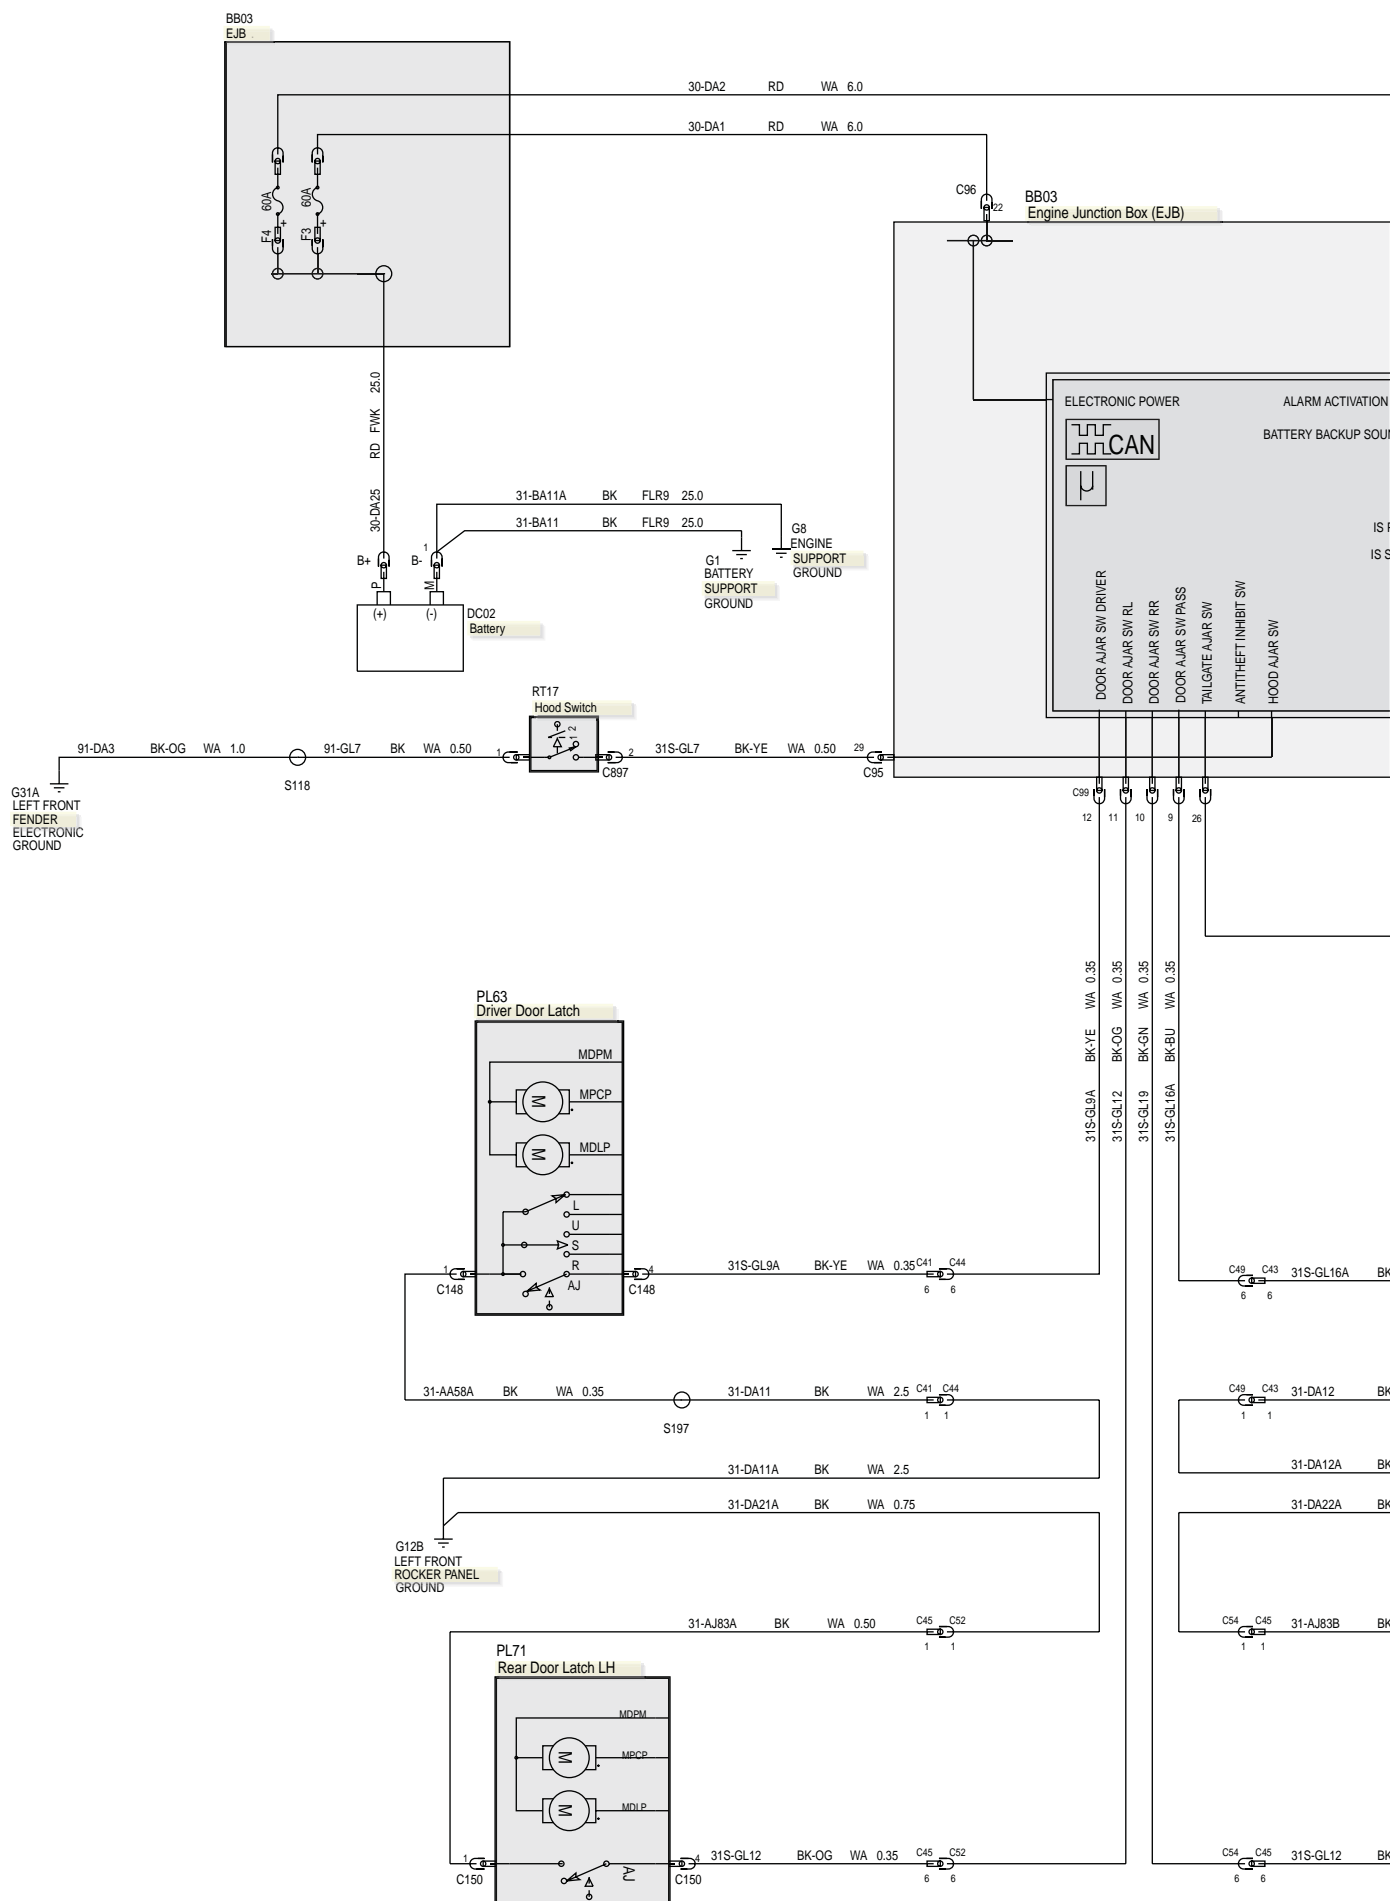 BB03
EJB
30-DA2 RD WA 6.0
30-DA1 RD WA 6.0
60A
60A
F4
F3
+
+
C96
22
BB03
Engine Junction Box (EJB)
30-DA25 RD FWK 25.0
ELECTRONIC POWER
ALARM ACTIVATION
CAN
BATTERY BACKUP SOUN
μ
IS
IS S
31-BA11A BK FLR9 25.0
31-BA11 BK FLR9 25.0
B+
B-
1
P
M
(+)
(-)
DC02
Battery
G1
BATTERY
SUPPORT
GROUND
G8
ENGINE
SUPPORT
GROUND
DOOR AJAR SW DRIVER
DOOR AJAR SW RL
DOOR AJAR SW RR
DOOR AJAR SW PASS
TAILGATE AJAR SW
ANTITHEFT INHIBIT SW
HOOD AJAR SW
RT17
Hood Switch
1 2
91-DA3 BK-OG WA 1.0
S118
91-GL7 BK WA 0.50
1
2
C897
31S-GL7 BK-YE WA 0.50
29
C95
G31A
LEFT FRONT
FENDER
ELECTRONIC
GROUND
C99
12 11 10 9 26
31S-GL9A BK-YE WA 0.35
31S-GL12 BK-OG WA 0.35
31S-GL19 BK-GN WA 0.35
31S-GL16A BK-BU WA 0.35
PL63
Driver Door Latch
MDPM
M
MPCP
M
MDLP
L
U
S
R
AJ
1
C148
4
C148
31S-GL9A BK-YE WA 0.35
C41 C44
6 6
C49 C43
6 6
31S-GL16A BK
31-AA58A BK WA 0.35
S197
31-DA11 BK WA 2.5
C41 C44
1 1
C49 C43
1 1
31-DA12 BK
31-DA11A BK WA 2.5
31-DA12A BK
31-DA21A BK WA 0.75
31-DA22A BK
G12B
LEFT FRONT
ROCKER PANEL
GROUND
31-AJ83A BK WA 0.50
C45 C52
1 1
C54 C45
1 1
31-AJ83B BK
PL71
Rear Door Latch LH
MDPM
M
MPCP
M
MDLP
AJ
1
C150
4
C150
31S-GL12 BK-OG WA 0.35
C45 C52
6 6
C54 C45
6 6
31S-GL12 BK